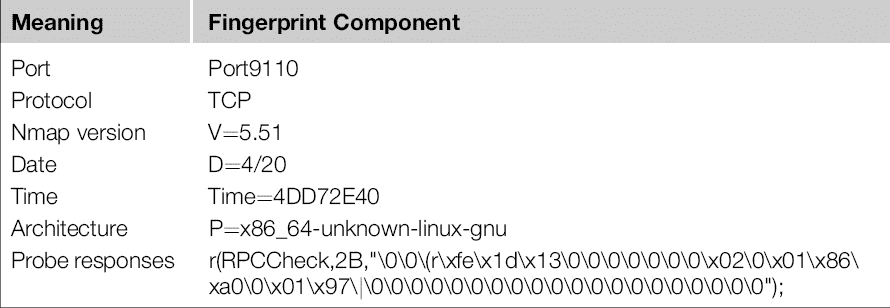 Meaning Fingerprint Component
Port Port9110
Protocol TCP
Nmap version V=5.51
Date D=4/20
Time Time=4DD72E40
Architecture P=x86_64-unknown-linux-gnu
Probe responses r(RPCCheck,2B,"\0\0\(r\xfe\x1d\x13\0\0\0\0\0\0\0\x02\0\x01\x86\
xa0\0\x01\x97\|\0\0\0\0\0\0\0\0\0\0\0\0\0\0\0\0\0\0\0\0");